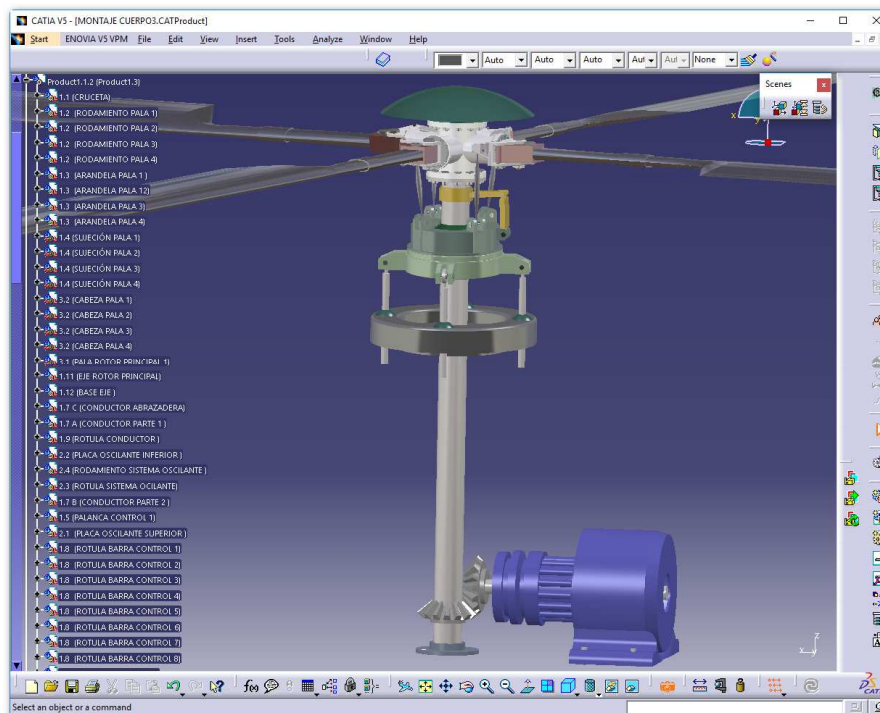 CATIA V5 - [MONTAJE CUERPO3.CATProduct]
Start ENOVIA V5 VPM File Edit View Insert Tools Analyze Window Help
Auto Auto Auto Aut Aut None
Scenes
Product1.1.2 (Product1.3)
1.1 (CRUCETA)
1.2 (RODAMIENTO PALA 1)
1.2 (RODAMIENTO PALA 2)
1.2 (RODAMIENTO PALA 3)
1.2 (RODAMIENTO PALA 4)
1.3 (ARANDELA PALA 1 )
1.3 (ARANDELA PALA 12)
1.3 (ARANDELA PALA 3)
1.3 (ARANDELA PALA 4)
1.4 (SUJECIÓN PALA 1)
1.4 (SUJECIÓN PALA 2)
1.4 (SUJECIÓN PALA 3)
1.4 (SUJECIÓN PALA 4)
3.2 (CABEZA PALA 1)
3.2 (CABEZA PALA 2)
3.2 (CABEZA PALA 3)
3.2 (CABEZA PALA 4)
3.1 (PALA ROTOR PRINCIPAL 1)
1.11 (EJE ROTOR PRINCIPAL)
1.12 (BASE EJE )
1.7 C (CONDUCTOR ABRAZADERA)
1.7 A (CONDUCTOR PARTE 1 )
1.9 (ROTULA CONDUCTOR )
2.2 (PLACA OSCILANTE INFERIOR )
2.4 (RODAMIENTO SISTEMA OSCILANTE )
2.3 (ROTULA SISTEMA OCILANTE)
1.7 B (CONDUCTTOR PARTE 2 )
1.5 (PALANCA CONTROL 1)
2.1 (PLACA OSCILANTE SUPERIOR )
1.8 (ROTULA BARRA CONTROL 1)
1.8 (ROTULA BARRA CONTROL 2)
1.8 (ROTULA BARRA CONTROL 3)
1.8 (ROTULA BARRA CONTROL 4)
1.8 (ROTULA BARRA CONTROL 5)
1.8 (ROTULA BARRA CONTROL 6)
1.8 (ROTULA BARRA CONTROL 7)
1.8 (ROTULA BARRA CONTROL 8)
Select an object or a command